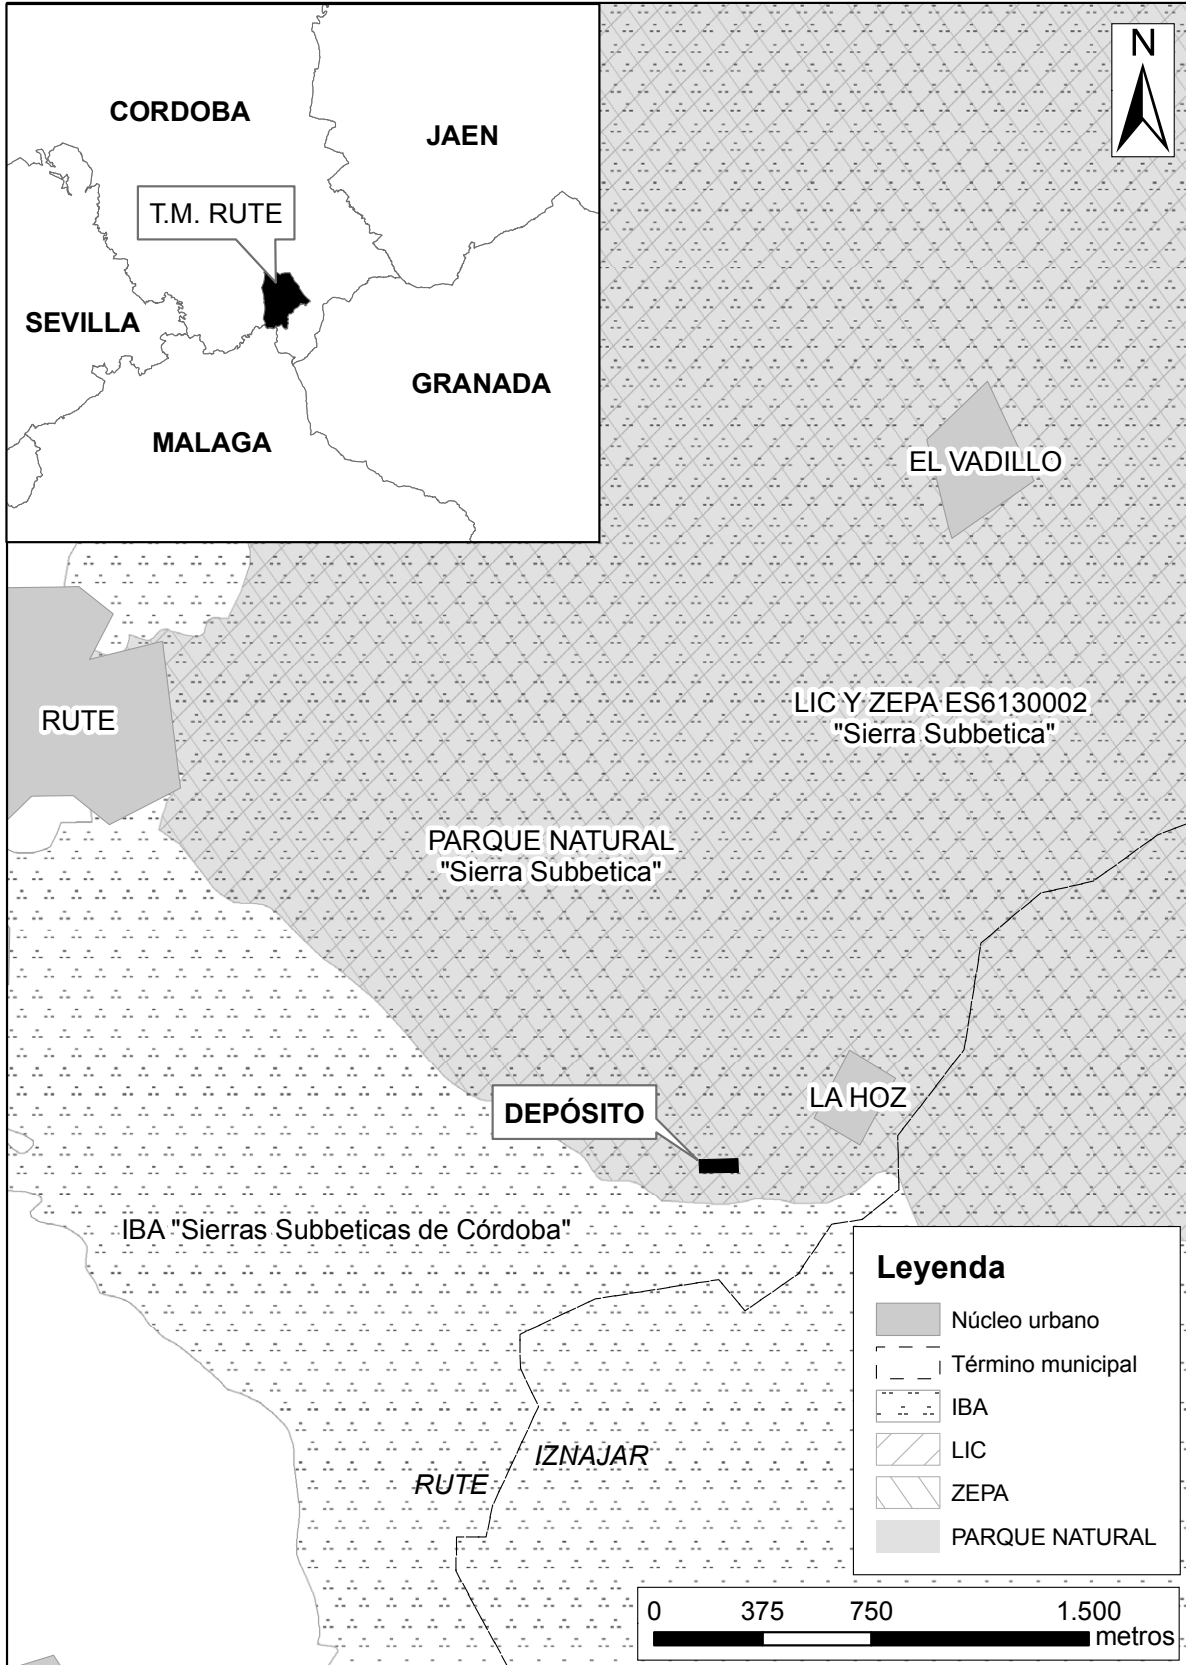 CORDOBA
JAEN
T.M. RUTE
SEVILLA
GRANADA
MALAGA
N
EL VADILLO
RUTE
LIC Y ZEPA ES6130002
"Sierra Subbetica"
PARQUE NATURAL
"Sierra Subbetica"
LA HOZ
DEPÓSITO
IBA "Sierras Subbeticas de Córdoba"
IZNAJAR
RUTE
Leyenda
Núcleo urbano
Término municipal
IBA
LIC
ZEPA
PARQUE NATURAL
0 375 750 1.500
metros